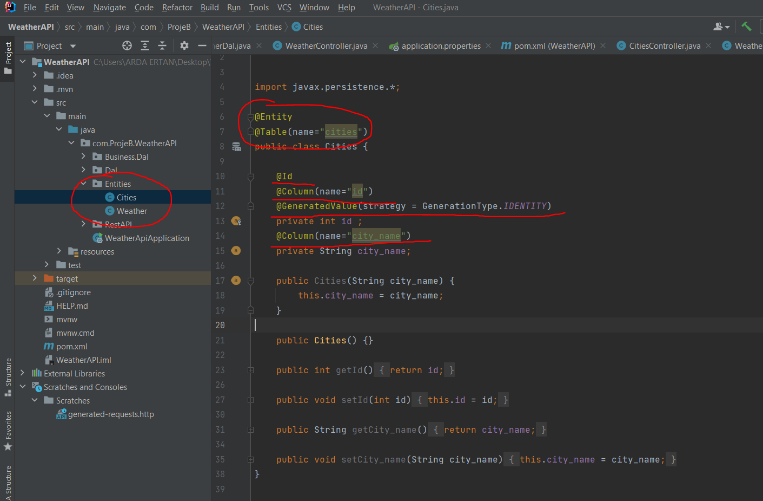 File Edit View Navigate Code Refactor Build Run Tools VCS Window Help WeatherAPI - Cities.java
WeatherAPI src main java com ProjeB WeatherAPI Entities Cities
Project
erDal.java WeatherController.java application.properties pom.xml (WeatherAPI) CitiesController.java Weathe
Project
WeatherAPI C:\Users\ARDA ERTAN\Desktop\
.idea
.mvn
src
main
java
com.ProjeB.WeatherAPI
Business.Dal
Dal
Entities
Cities
Weather
RestAPI
WeatherApiApplication
resources
test
target
.gitignore
HELP.md
mvnw
mvnw.cmd
pom.xml
WeatherAPI.iml
External Libraries
Scratches and Consoles
Scratches
generated-requests.http
Structure
Favorites
A Structure
2
3
4 import javax.persistence.*;
5
6 @Entity
7 @Table(name="cities")
8 public class Cities {
9
10 @Id
11 @Column(name="id")
12 @GeneratedValue(strategy = GenerationType.IDENTITY)
13 private int id ;
14 @Column(name="city_name")
15 private String city_name;
16
17 public Cities(String city_name) {
18 this.city_name = city_name;
19 }
20
21 public Cities() {}
22
23 public int getId() { return id; }
26
27 public void setId(int id) { this.id = id; }
30
31 public String getCity_name() { return city_name; }
34
35 public void setCity_name(String city_name) { this.city_name = city_name; }
38 }
39